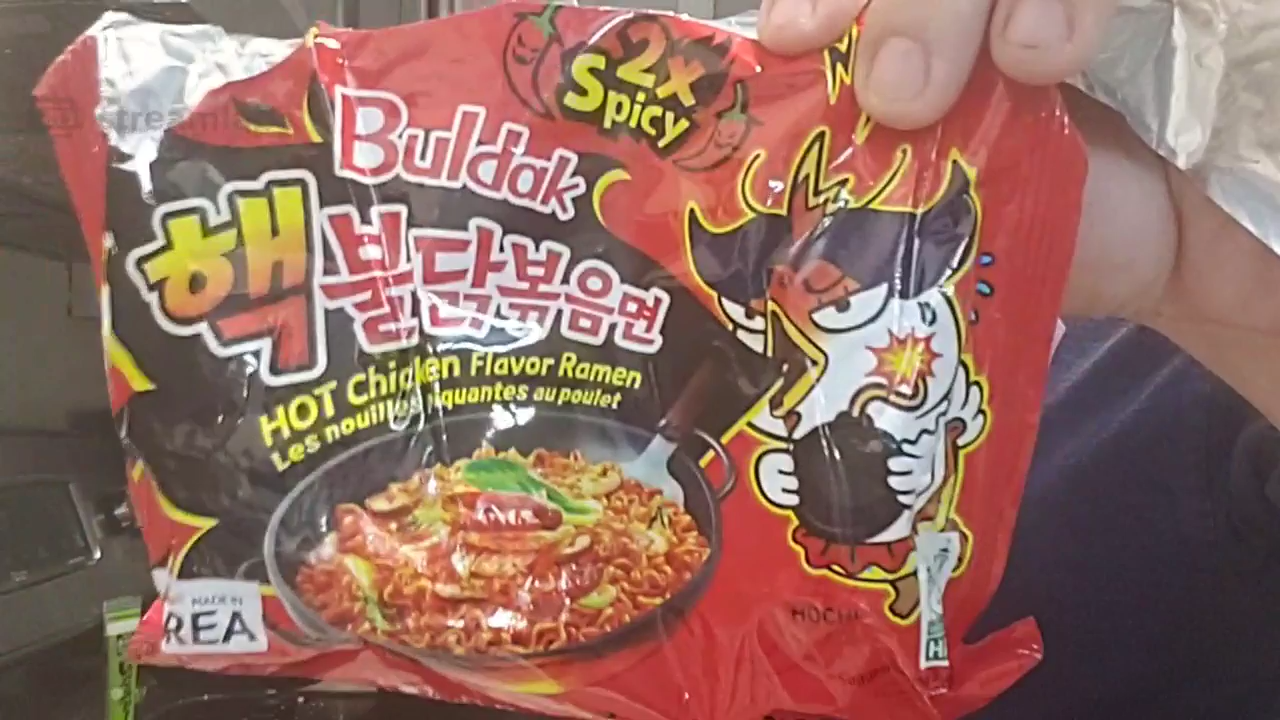 2x
Spicy
Buldak
핵불닭볶음면
HOT Chicken Flavor Ramen
Les nouilles piquantes au poulet
MADE IN
REA
HOCHI